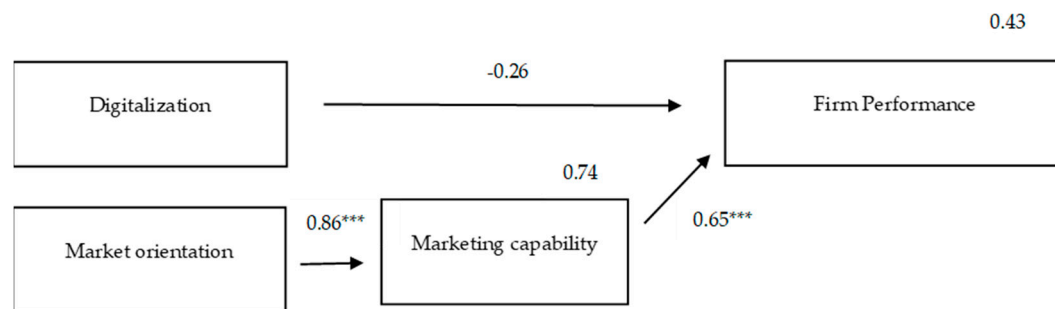 0.43
-0.26
Digitalization
Firm Performance
0.74
0.86***
0.65***
Market orientation
Marketing capability